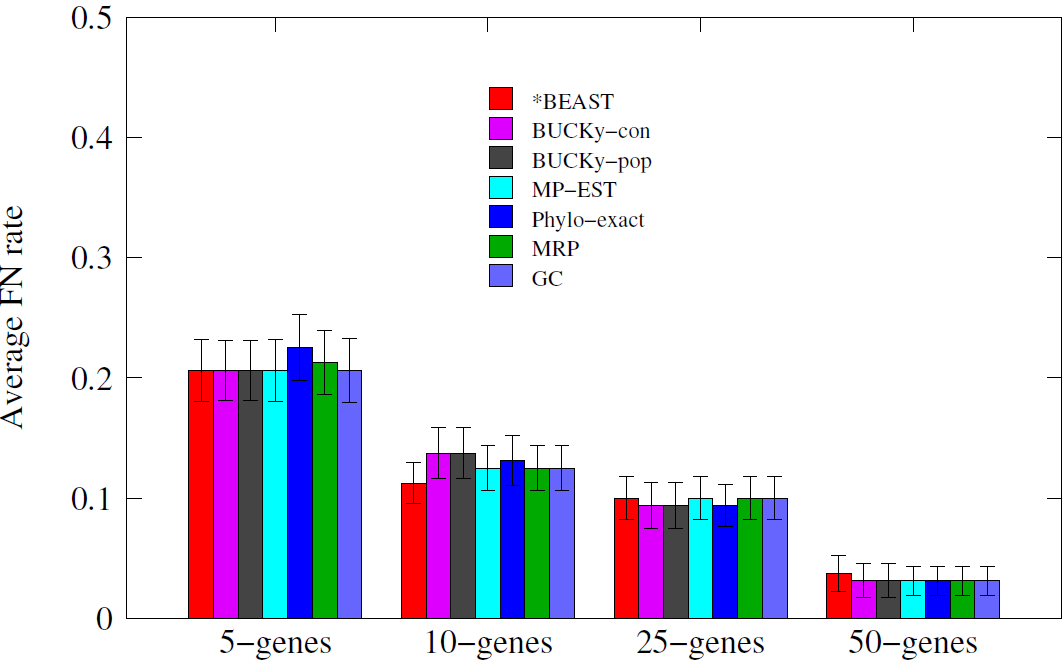 0.5
0.4
0.3
0.2
0.1
0
Average FN rate
*BEAST
BUCKy-con
BUCKy-pop
MP-EST
Phylo-exact
MRP
GC
5-genes
10-genes
25-genes
50-genes